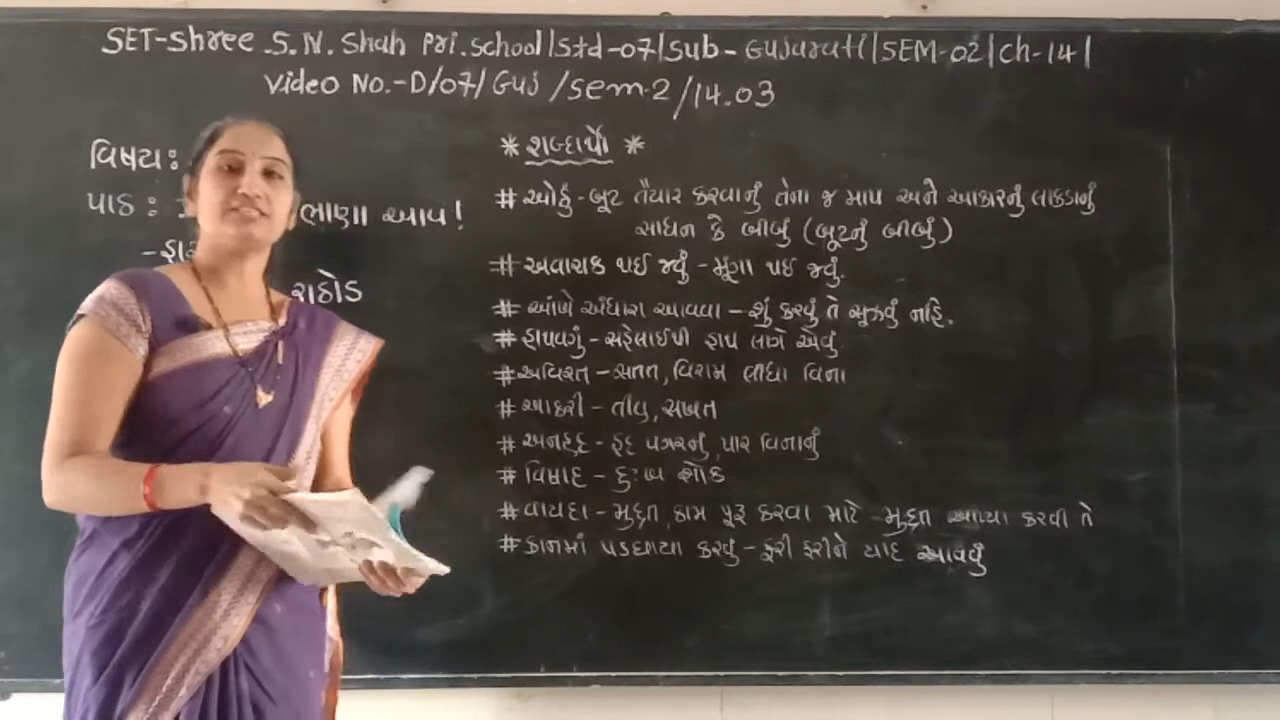 SET-Shree S.N. Shah Pri. School | Std-07 | Sub-Gujarati | SEM-02 | Ch-14 |
Video No.-D/07/Guj/sem-2/14.03
વિષય:
પાઠ :
ભાણા આવ!
રાઠોડ
* શબ્દાર્થો *
# ઓઠું - બૂટ તૈયાર કરવાનું તેના જ માપ અને આકારનું લાકડાનું
સાધન કે બીબું (બૂટનું બીબું)
# અવાચક થઈ જવું - મૂગા થઈ જવું.
# આંખે અંધારા આવવા - શું કરવું તે સૂઝવું નહિ.
# હાથવગું - સહેલાઈથી હાથ લાગે એવું
# અવિરત - સતત, વિરામ લીધા વિના
# આકરી - તીવ્ર, સખત
# અનહદ - હદ વગરનું, પાર વિનાનું
# વિષાદ - દુ:ખ શોક
# વાયદા - મુદ્દત, કામ પૂરૂ કરવા માટે મુદ્દત આપ્યા કરવી તે
# કાનમાં પડઘાયા કરવું - ફરી ફરીને યાદ આવવું